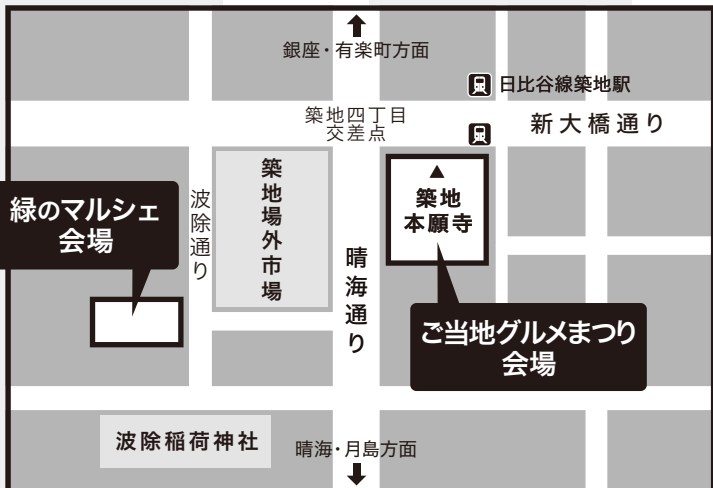 銀座・有楽町方面
日比谷線築地駅
築地四丁目
交差点
新大橋通り
緑のマルシェ
会場
波除通り
築地場外市場
晴海通り
▲
築地
本願寺
ご当地グルメまつり
会場
波除稲荷神社
晴海・月島方面